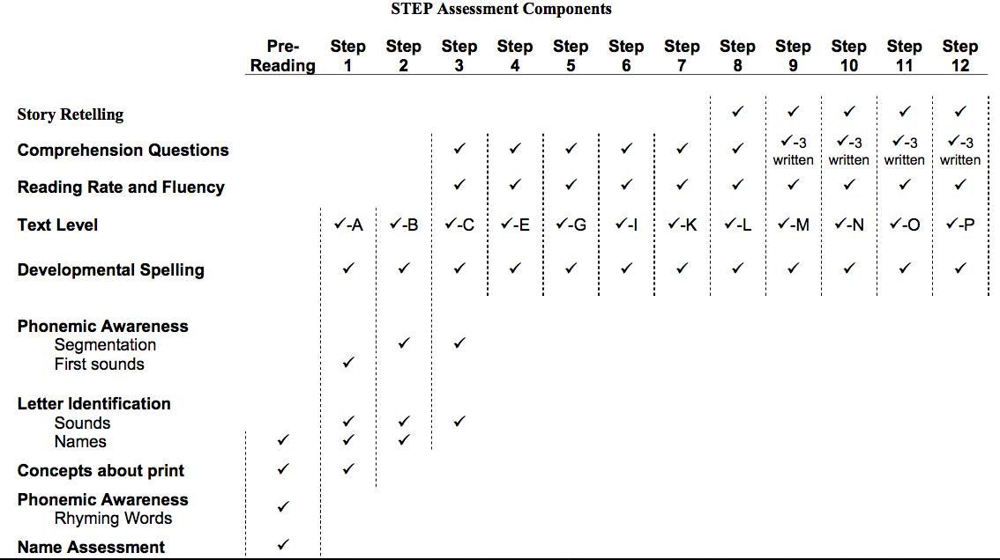 STEP Assessment Components
Pre-Reading Step 1 Step 2 Step 3 Step 4 Step 5 Step 6 Step 7 Step 8 Step 9 Step 10 Step 11 Step 12
Story Retelling ✓ ✓ ✓ ✓ ✓
Comprehension Questions ✓ ✓ ✓ ✓ ✓ ✓ ✓-3 written ✓-3 written ✓-3 written ✓-3 written
Reading Rate and Fluency ✓ ✓ ✓ ✓ ✓ ✓ ✓ ✓ ✓ ✓
Text Level ✓-A ✓-B ✓-C ✓-E ✓-G ✓-I ✓-K ✓-L ✓-M ✓-N ✓-O ✓-P
Developmental Spelling ✓ ✓ ✓ ✓ ✓ ✓ ✓ ✓ ✓ ✓ ✓ ✓
Phonemic Awareness
Segmentation ✓ ✓
First sounds ✓
Letter Identification
Sounds ✓ ✓ ✓
Names ✓ ✓ ✓
Concepts about print ✓ ✓
Phonemic Awareness
Rhyming Words ✓
Name Assessment ✓